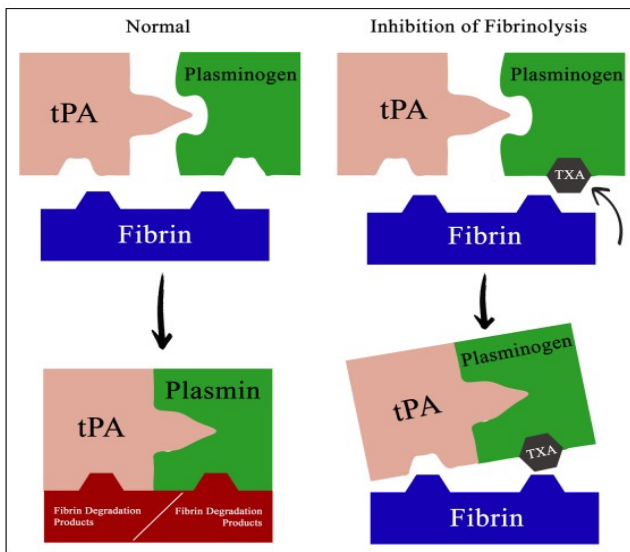 Normal
Inhibition of Fibrinolysis
tPA
Plasminogen
Fibrin
tPA
Plasminogen
TXA
Fibrin
tPA
Plasmin
Fibrin Degradation
Products
Fibrin Degradation
Products
tPA
Plasminogen
TXA
Fibrin